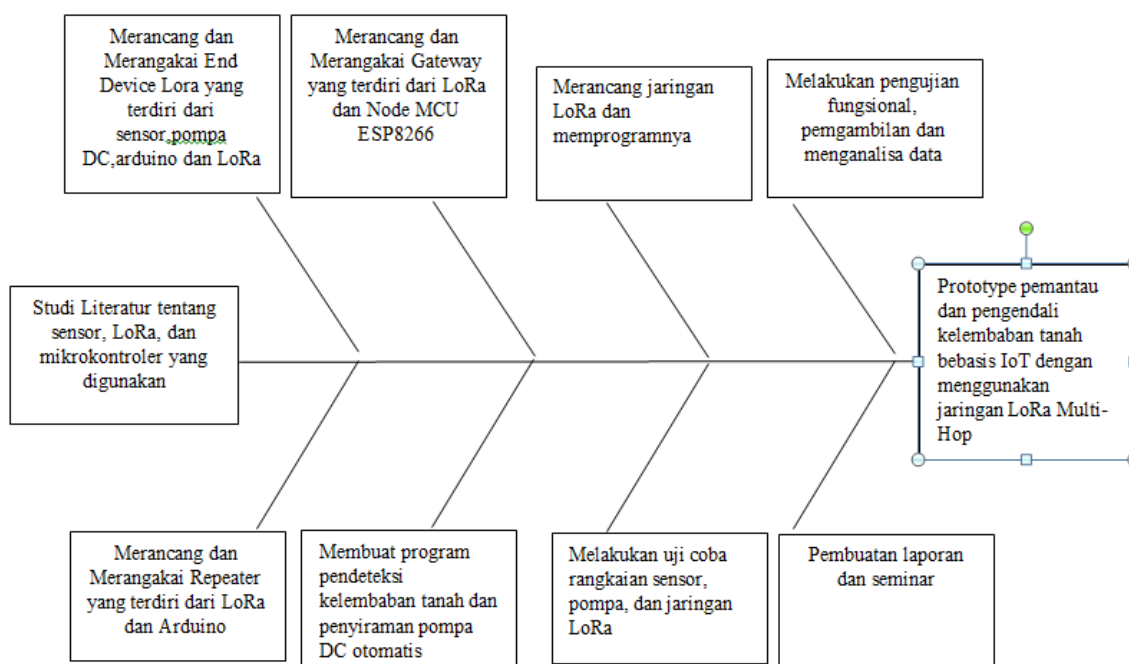 Merancang dan
Merangakai End
Device Lora yang
terdiri dari
sensor,pompa
DC,arduino dan LoRa
Merancang dan
Merangakai Gateway
yang terdiri dari LoRa
dan Node MCU
ESP8266
Merancang jaringan
LoRa dan
memprogramnya
Melakukan pengujian
fungsional,
pemgambilan dan
menganalisa data
Studi Literatur tentang
sensor, LoRa, dan
mikrokontroler yang
digunakan
Prototype pemantau
dan pengendali
kelembaban tanah
bebasis IoT dengan
menggunakan
jaringan LoRa Multi-
Hop
Merancang dan
Merangakai Repeater
yang terdiri dari LoRa
dan Arduino
Membuat program
pendeteksi
kelembaban tanah dan
penyiraman pompa
DC otomatis
Melakukan uji coba
rangkaian sensor,
pompa, dan jaringan
LoRa
Pembuatan laporan
dan seminar